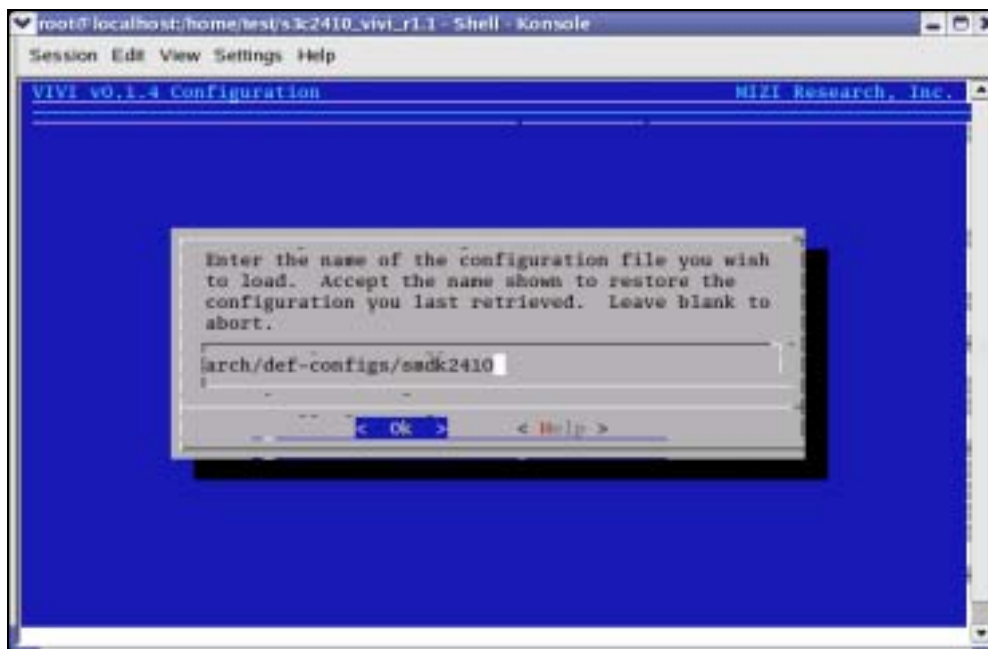 root@localhost:/home/test/s3c2410_vivi_r1.1 - Shell - Konsole
Session Edit View Settings Help
VIVI v0.1.4 Configuration MIZI Research, Inc.
Enter the name of the configuration file you wish
to load. Accept the name shown to restore the
configuration you last retrieved. Leave blank to
abort.
arch/def-configs/smdk2410
< Ok > < Help >